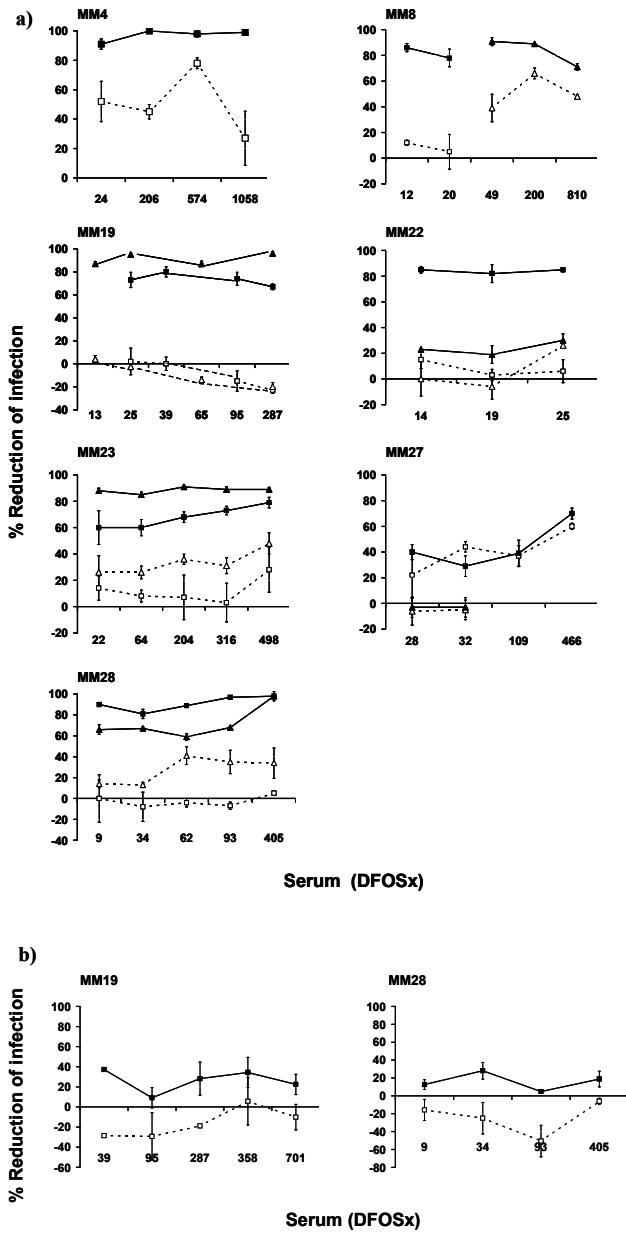 a)
MM4
100
80
60
40
20
0
24 206 574 1058
MM8
100
80
60
40
20
0
-20
12 20 49 200 810
MM19
100
80
60
40
20
0
-20
-40
13 26 39 65 95 287
MM22
100
80
60
40
20
0
-20
14 19 25
% Reduction of infection
MM23
100
80
60
40
20
0
-20
22 64 204 316 498
MM27
100
80
60
40
20
0
-20
28 32 109 466
MM28
100
80
60
40
20
0
-20
-40
9 34 62 93 405
Serum (DFOSx)
b)
% Reduction of infection
MM19
100
80
60
40
20
0
-20
-40
-60
39 95 287 358 701
MM28
100
80
60
40
20
0
-20
-40
-60
-80
9 34 93 405
Serum (DFOSx)